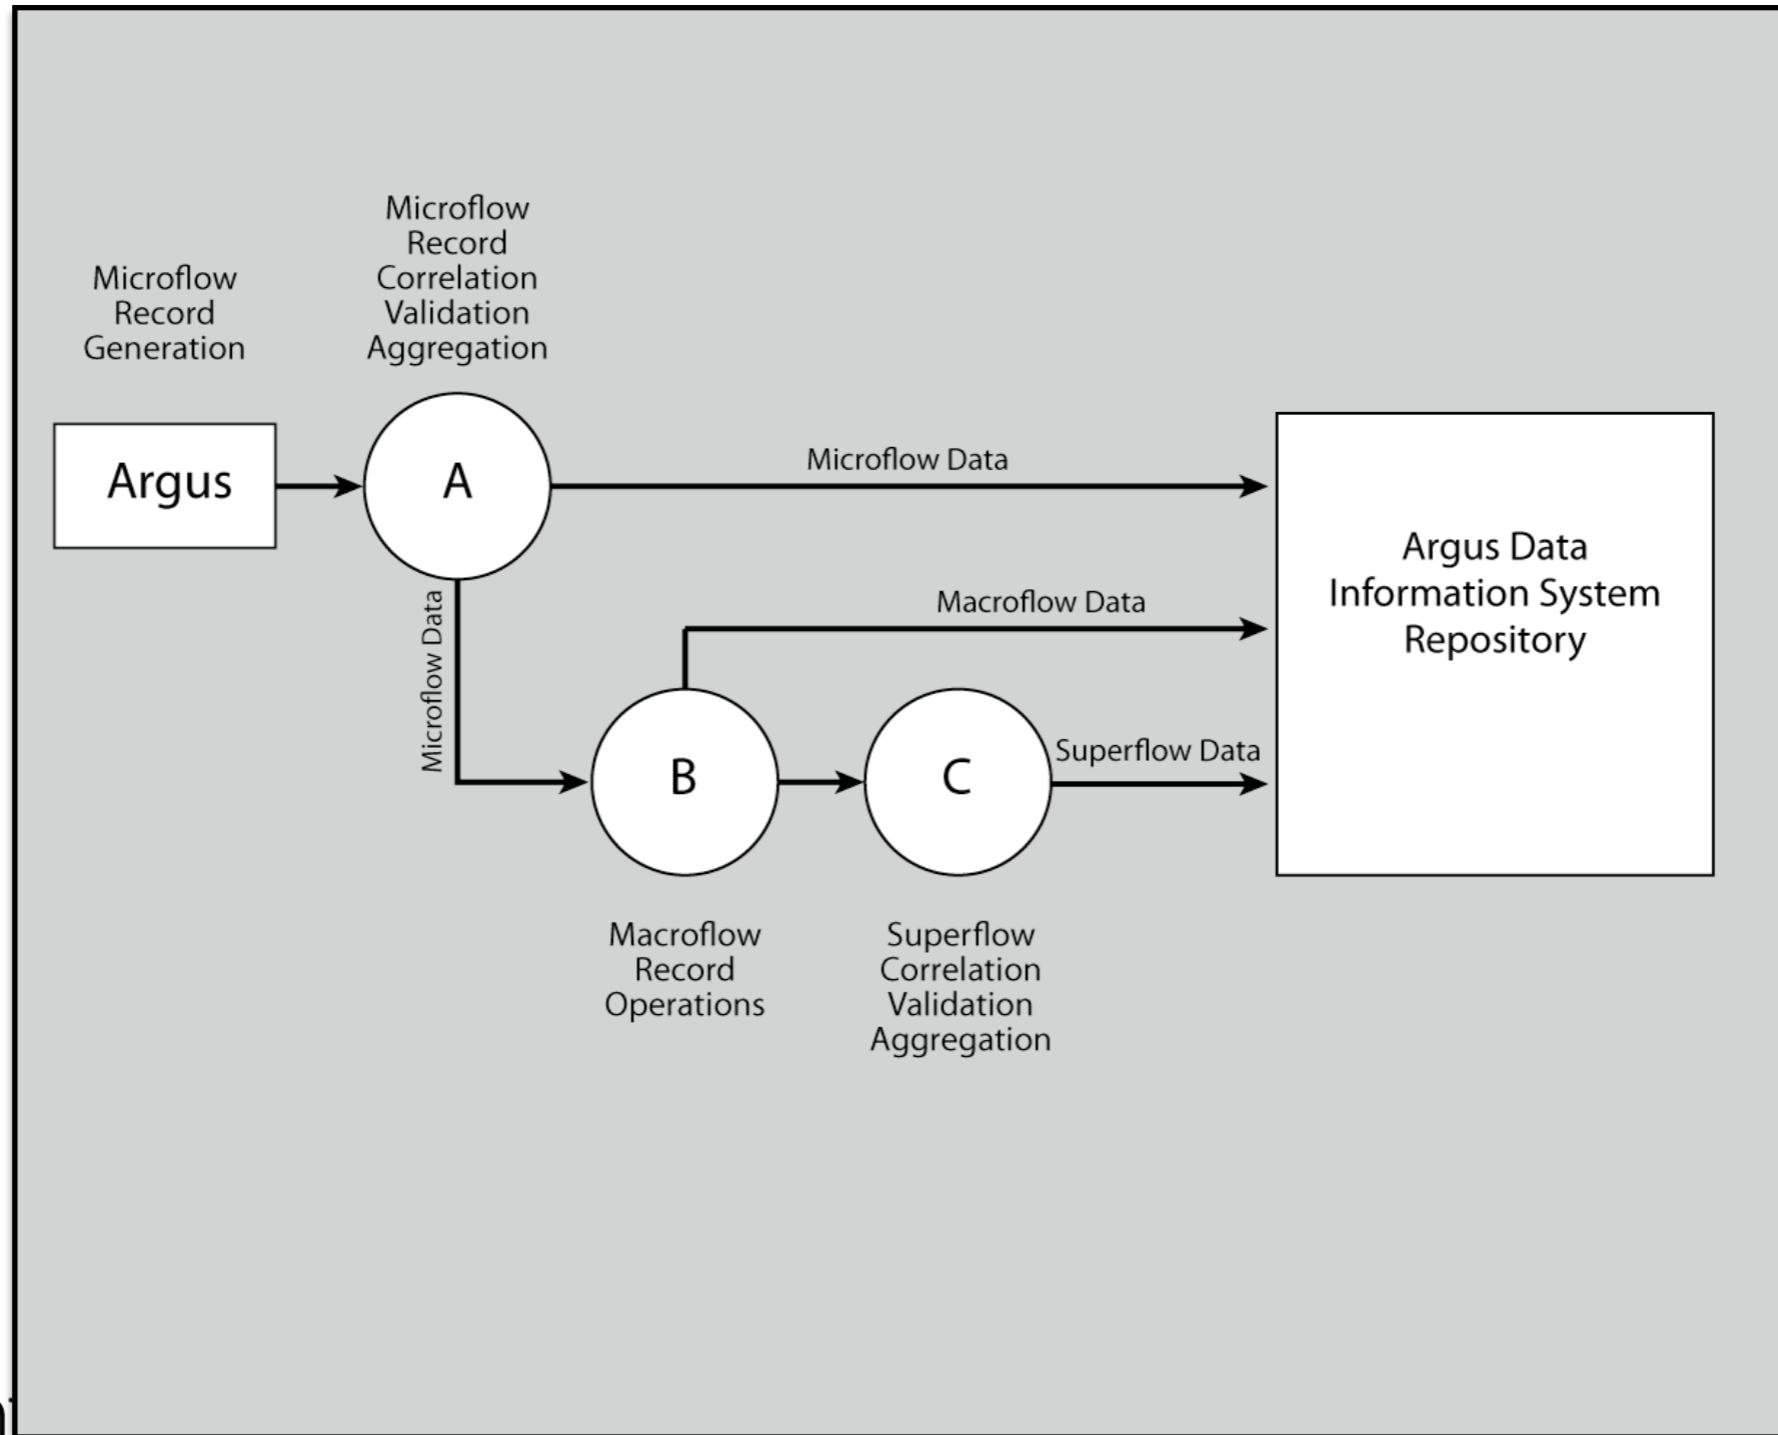 Microflow
Record
Generation
Microflow
Record
Correlation
Validation
Aggregation
Argus
A
Microflow Data
Microflow Data
Macroflow Data
Argus Data
Information System
Repository
B
C
Superflow Data
Macroflow
Record
Operations
Superflow
Correlation
Validation
Aggregation